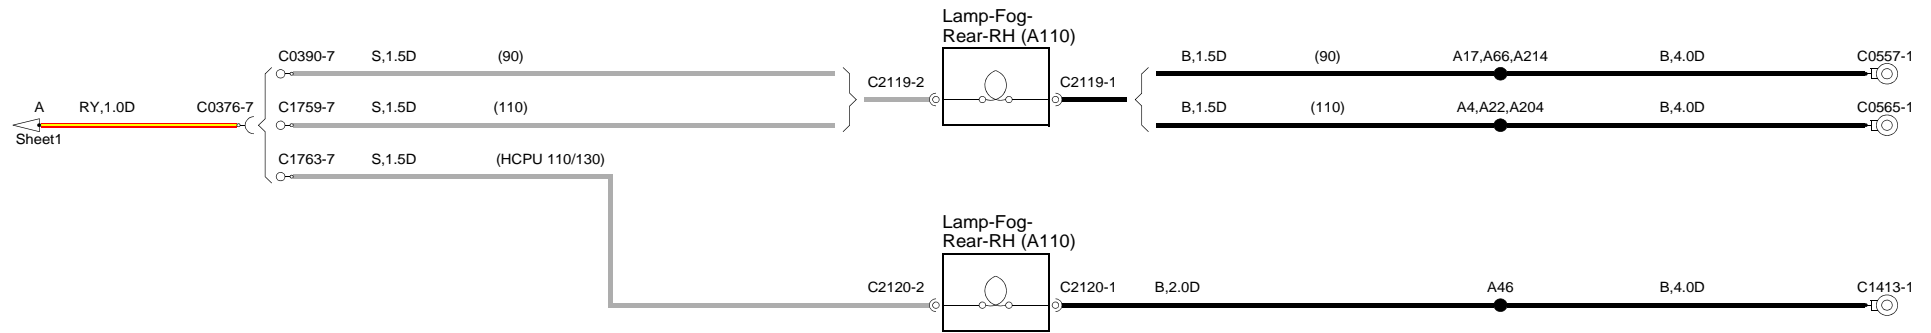 Lamp-Fog-
Rear-RH (A110)
C0390-7 S,1.5D (90) C2119-2 C2119-1 B,1.5D (90) A17,A66,A214 B,4.0D C0557-1
A RY,1.0D C0376-7 C1759-7 S,1.5D (110) B,1.5D (110) A4,A22,A204 B,4.0D C0565-1
Sheet1
C1763-7 S,1.5D (HCPU 110/130)
Lamp-Fog-
Rear-RH (A110)
C2120-2 C2120-1 B,2.0D A46 B,4.0D C1413-1